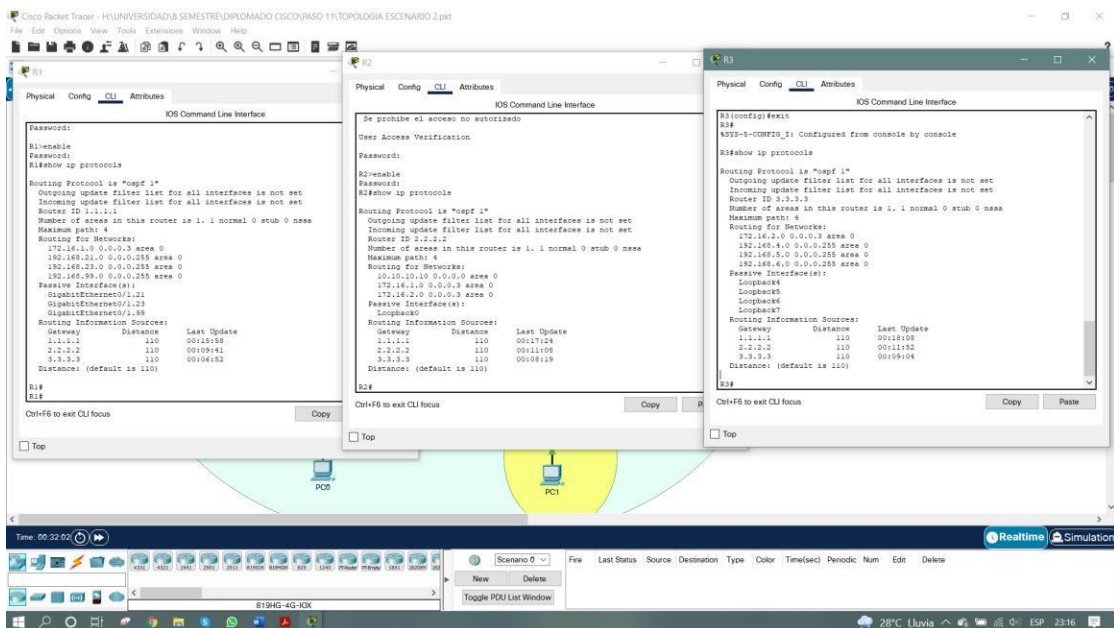 Cisco Packet Tracer - H:\UNIVERSIDAD\8 SEMESTRE\DIPLOMADO CISCO\PASO 11\TOPOLOGIA ESCENARIO 2.pkt
File Edit Options View Tools Extensions Window Help
R1
Physical Config CLI Attributes
IOS Command Line Interface
Password:
R1>enable
Password:
R1#show ip protocols
Routing Protocol is "ospf 1"
Outgoing update filter list for all interfaces is not set
Incoming update filter list for all interfaces is not set
Router ID 1.1.1.1
Number of areas in this router is 1. 1 normal 0 stub 0 nssa
Maximum path: 4
Routing for Networks:
172.16.1.0 0.0.0.3 area 0
192.168.21.0 0.0.0.255 area 0
192.168.23.0 0.0.0.255 area 0
192.168.99.0 0.0.0.255 area 0
Passive Interface(s):
GigabitEthernet0/1.21
GigabitEthernet0/1.23
GigabitEthernet0/1.99
Routing Information Sources:
Gateway Distance Last Update
1.1.1.1 110 00:15:58
2.2.2.2 110 00:09:41
3.3.3.3 110 00:06:52
Distance: (default is 110)
R1#
R1#
Ctrl+F6 to exit CLI focus
Copy
Top
R2
Physical Config CLI Attributes
IOS Command Line Interface
Se prohibe el acceso no autorizado
User Access Verification
Password:
R2>enable
Password:
R2#show ip protocols
Routing Protocol is "ospf 1"
Outgoing update filter list for all interfaces is not set
Incoming update filter list for all interfaces is not set
Router ID 2.2.2.2
Number of areas in this router is 1. 1 normal 0 stub 0 nssa
Maximum path: 4
Routing for Networks:
10.10.10.10 0.0.0.0 area 0
172.16.1.0 0.0.0.3 area 0
172.16.2.0 0.0.0.3 area 0
Passive Interface(s):
Loopback0
Routing Information Sources:
Gateway Distance Last Update
1.1.1.1 110 00:17:24
2.2.2.2 110 00:11:08
3.3.3.3 110 00:08:19
Distance: (default is 110)
R2#
Ctrl+F6 to exit CLI focus
Copy
Top
R3
Physical Config CLI Attributes
IOS Command Line Interface
R3(config)#exit
R3#
%SYS-5-CONFIG_I: Configured from console by console
R3#show ip protocols
Routing Protocol is "ospf 1"
Outgoing update filter list for all interfaces is not set
Incoming update filter list for all interfaces is not set
Router ID 3.3.3.3
Number of areas in this router is 1. 1 normal 0 stub 0 nssa
Maximum path: 4
Routing for Networks:
172.16.2.0 0.0.0.3 area 0
192.168.4.0 0.0.0.255 area 0
192.168.5.0 0.0.0.255 area 0
192.168.6.0 0.0.0.255 area 0
Passive Interface(s):
Loopback4
Loopback5
Loopback6
Loopback7
Routing Information Sources:
Gateway Distance Last Update
1.1.1.1 110 00:18:08
2.2.2.2 110 00:11:52
3.3.3.3 110 00:09:04
Distance: (default is 110)
R3#
Ctrl+F6 to exit CLI focus
Copy Paste
Top
PC0
PC1
Time: 00:32:02
Realtime Simulation
4331 4321 1941 2901 2911 819IOX 819HGW 829 1240 PT-Router PT-Empty 1841 2620XM
819HG-4G-IOX
Scenario 0
New Delete
Toggle PDU List Window
Fire Last Status Source Destination Type Color Time(sec) Periodic Num Edit Delete
28°C Lluvia ESP 23:16